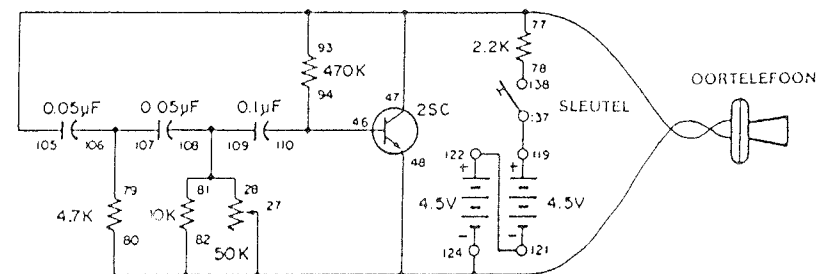 77
93
2.2K
470K
78
94
138
OORTELEFOON
0.05µF
0.05µF
0.1µF
47
2SC
SLEUTEL
46
137
105
106
107
108
109
110
48
122
119
+
+
79
81
28
4.7K
10K
27
4.5V
4.5V
80
82
50K
-
-
124
121